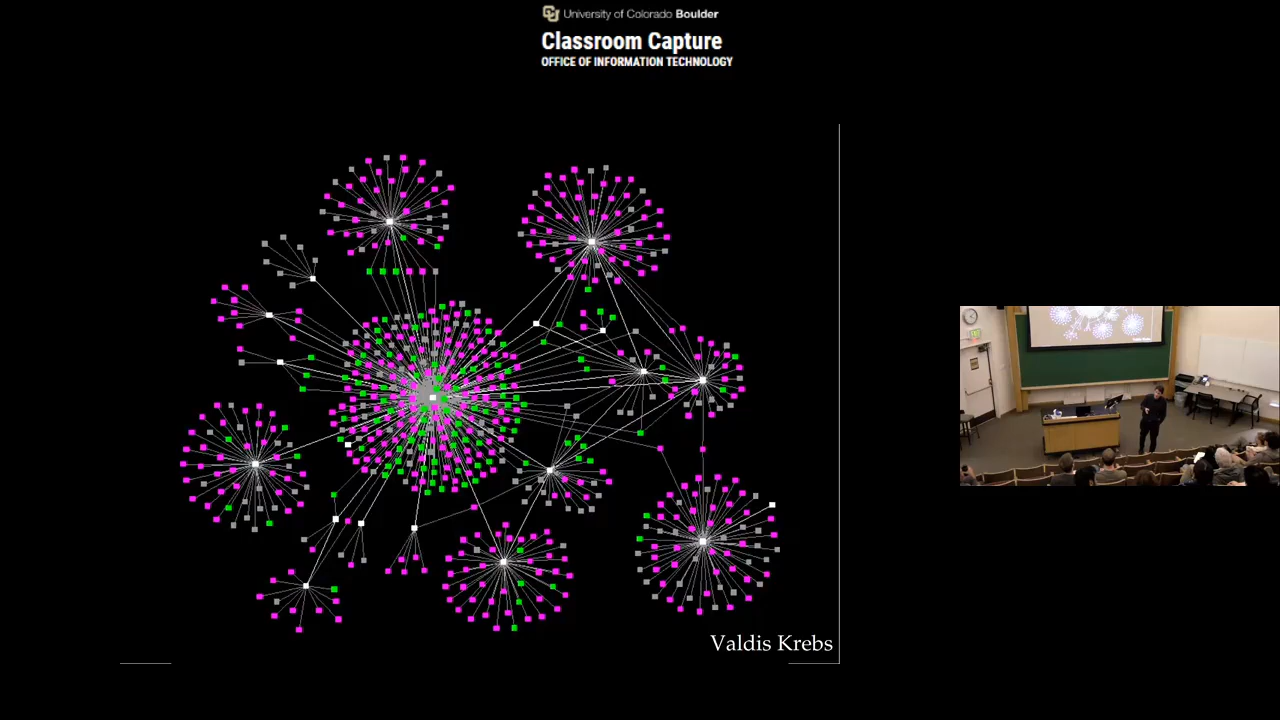 University of Colorado Boulder
Classroom Capture
OFFICE OF INFORMATION TECHNOLOGY
Valdis Krebs